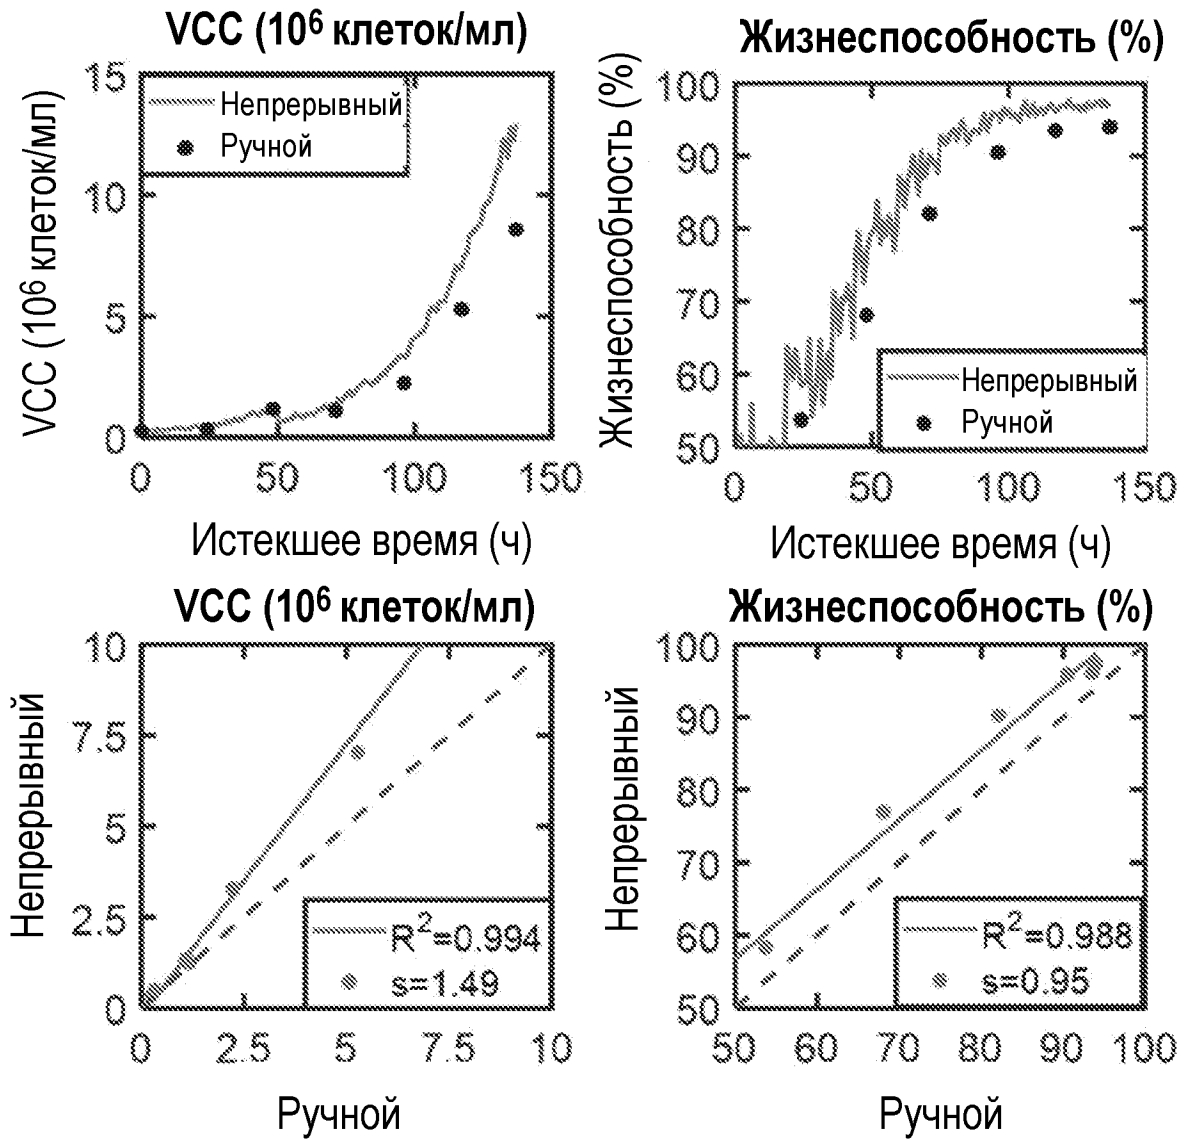 VCC (10⁶ клеток/мл)
VCC (10⁶ клеток/мл)
15
10
5
0
Непрерывный
Ручной
0 50 100 150
Истекшее время (ч)
Жизнеспособность (%)
Жизнеспособность (%)
100
90
80
70
60
50
Непрерывный
Ручной
0 50 100 150
Истекшее время (ч)
VCC (10⁶ клеток/мл)
Непрерывный
10
7.5
5
2.5
0
R²=0.994
s=1.49
0 2.5 5 7.5 10
Ручной
Жизнеспособность (%)
Непрерывный
100
90
80
70
60
50
R²=0.988
s=0.95
50 60 70 80 90 100
Ручной